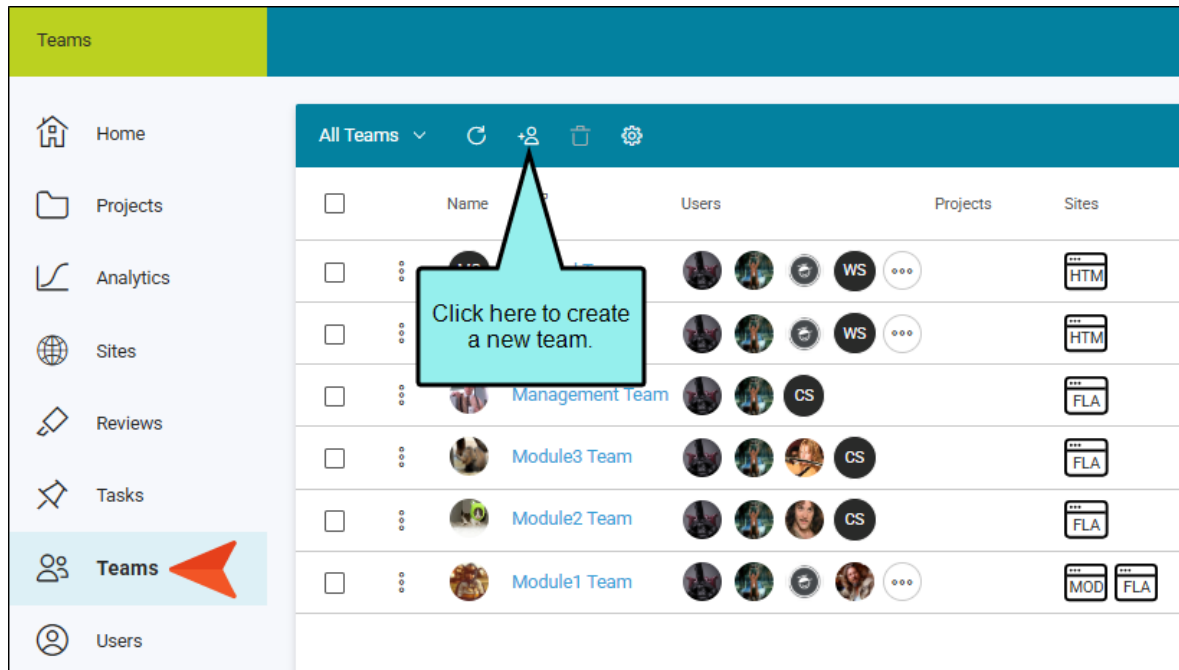 Teams
Home
Projects
Analytics
Sites
Reviews
Tasks
Teams
Users
All Teams
Name Users Projects Sites
WS HTM
WS HTM
Click here to create
a new team.
Management Team CS FLA
Module3 Team CS FLA
Module2 Team CS FLA
Module1 Team MOD FLA